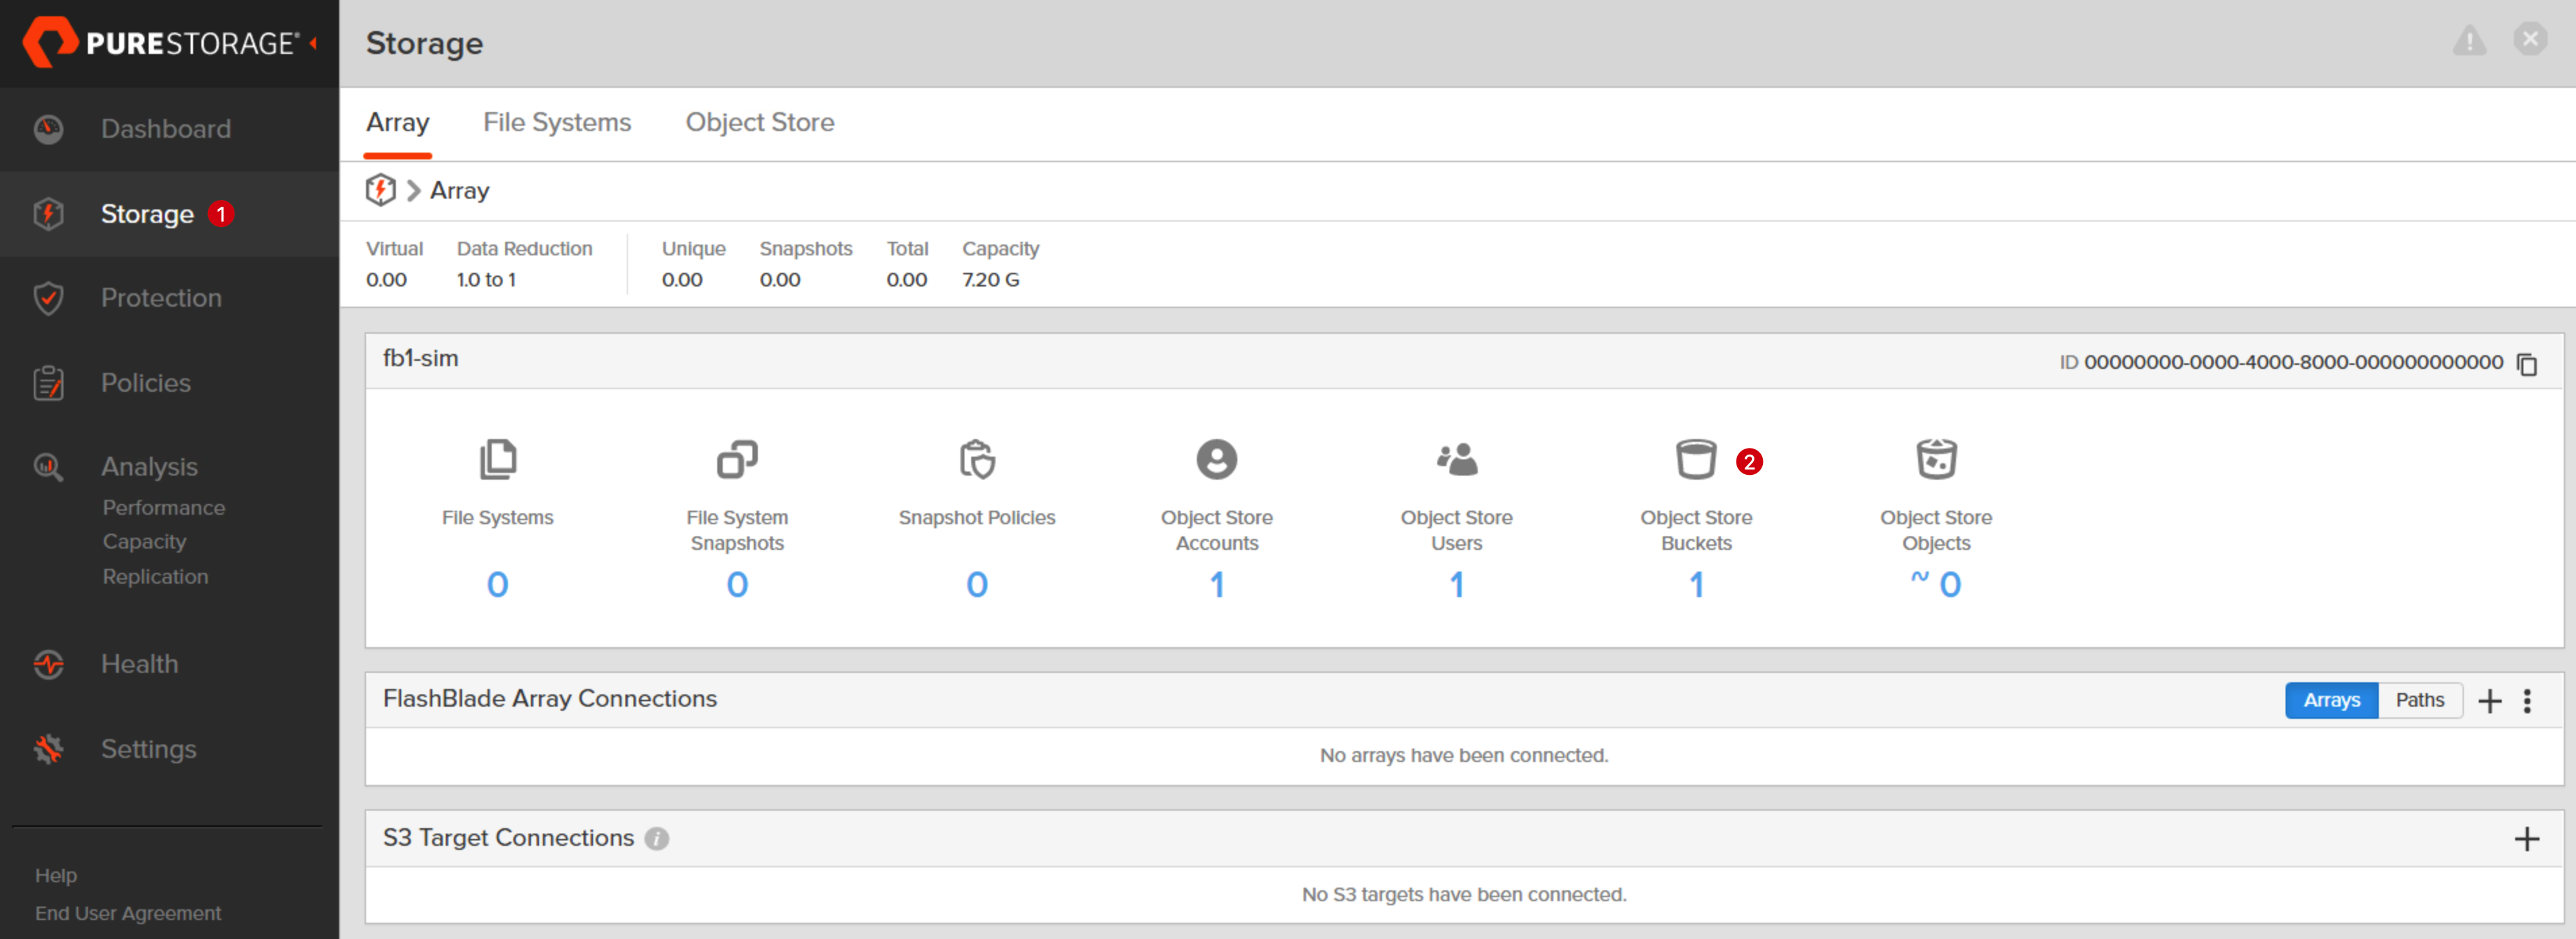 PURESTORAGE®
Storage
Dashboard
Storage 1
Protection
Policies
Analysis
Performance
Capacity
Replication
Health
Settings
Help
End User Agreement
Array File Systems Object Store
Array
Virtual Data Reduction Unique Snapshots Total Capacity
0.00 1.0 to 1 0.00 0.00 0.00 7.20 G
fb1-sim ID 00000000-0000-4000-8000-000000000000
2
File Systems
0
File System
Snapshots
0
Snapshot Policies
0
Object Store
Accounts
1
Object Store
Users
1
Object Store
Buckets
1
Object Store
Objects
~ 0
FlashBlade Array Connections Arrays Paths
No arrays have been connected.
S3 Target Connections i
No S3 targets have been connected.